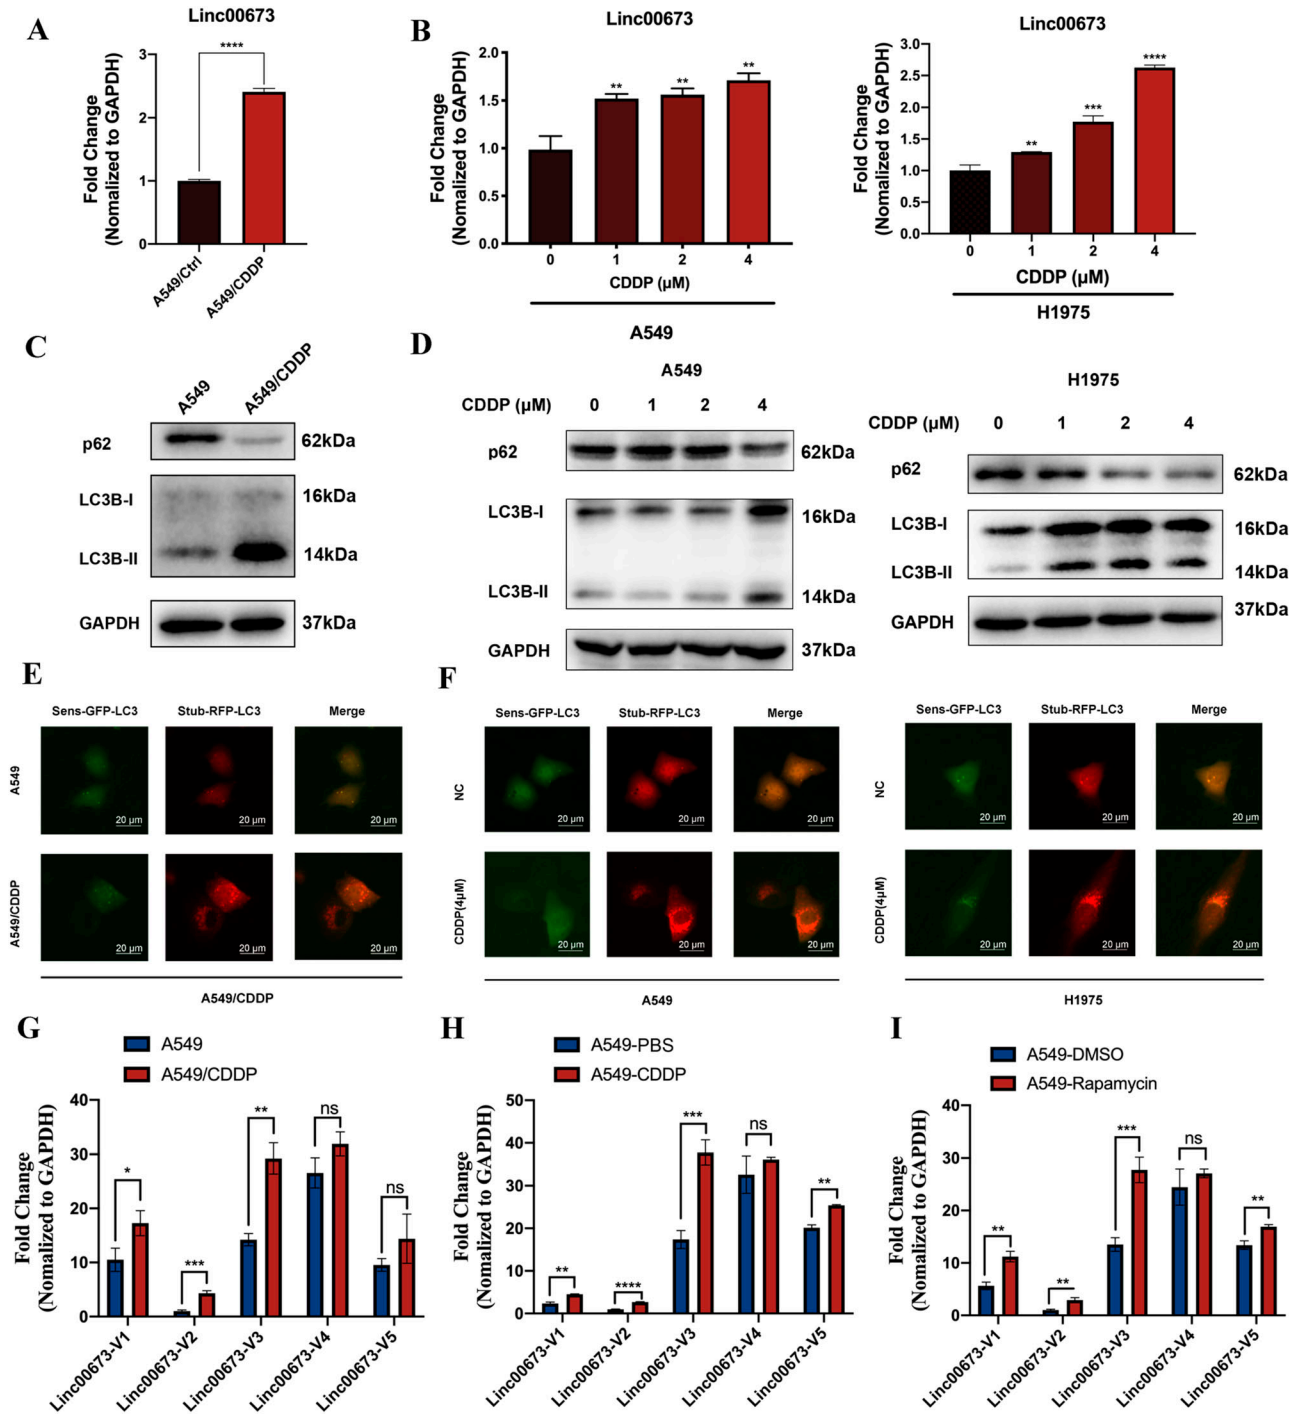 A
Linc00673
****
Fold Change
(Nomalized to GAPDH)
3
2
1
0
A549/Ctrl
A549/CDDP
B
Linc00673
Fold Change
(Nomalized to GAPDH)
2.0
1.5
1.0
0.5
0.0
** ** **
0 1 2 4
CDDP (μM)
A549
Linc00673
Fold Change
(Nomalized to GAPDH)
3.0
2.5
2.0
1.5
1.0
0.5
0.0
** *** ****
0 1 2 4
CDDP (μM)
H1975
C
A549 A549/CDDP
p62 62kDa
LC3B-I 16kDa
LC3B-II 14kDa
GAPDH 37kDa
D
A549
CDDP (μM) 0 1 2 4
p62 62kDa
LC3B-I 16kDa
LC3B-II 14kDa
GAPDH 37kDa
H1975
CDDP (μM) 0 1 2 4
p62 62kDa
LC3B-I 16kDa
LC3B-II 14kDa
GAPDH 37kDa
E
Sens-GFP-LC3 Stub-RFP-LC3 Merge
A549
20 μm 20 μm 20 μm
A549/CDDP
20 μm 20 μm 20 μm
A549/CDDP
F
Sens-GFP-LC3 Stub-RFP-LC3 Merge
NC
20 μm 20 μm 20 μm
CDDP(4μM)
20 μm 20 μm 20 μm
A549
Sens-GFP-LC3 Stub-RFP-LC3 Merge
NC
20 μm 20 μm 20 μm
CDDP(4μM)
20 μm 20 μm 20 μm
H1975
G
A549
A549/CDDP
Fold Change
(Nomalized to GAPDH)
40
30
20
10
0
* *** ** ns ns
Linc00673-V1
Linc00673-V2
Linc00673-V3
Linc00673-V4
Linc00673-V5
H
A549-PBS
A549-CDDP
Fold Change
(Nomalized to GAPDH)
50
40
30
20
10
0
** **** *** ns **
Linc00673-V1
Linc00673-V2
Linc00673-V3
Linc00673-V4
Linc00673-V5
I
A549-DMSO
A549-Rapamycin
Fold Change
(Nomalized to GAPDH)
40
30
20
10
0
** ** *** ns **
Linc00673-V1
Linc00673-V2
Linc00673-V3
Linc00673-V4
Linc00673-V5